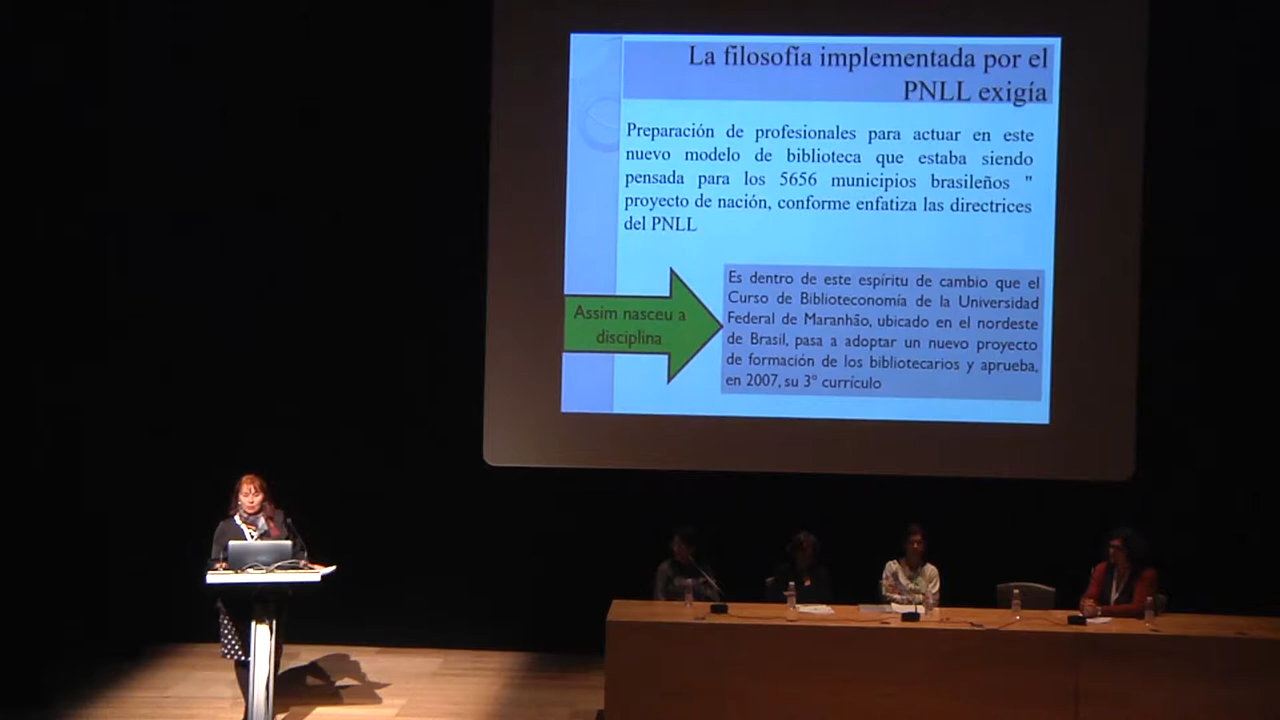 La filosofía implementada por el
PNLL exigía
Preparación de profesionales para actuar en este
nuevo modelo de biblioteca que estaba siendo
pensada para los 5656 municipios brasileños "
proyecto de nación, conforme enfatiza las directrices
del PNLL
Assim nasceu a
disciplina
Es dentro de este espíritu de cambio que el
Curso de Biblioteconomía de la Universidad
Federal de Maranhão, ubicado en el nordeste
de Brasil, pasa a adoptar un nuevo proyecto
de formación de los bibliotecarios y aprueba,
en 2007, su 3º currículo